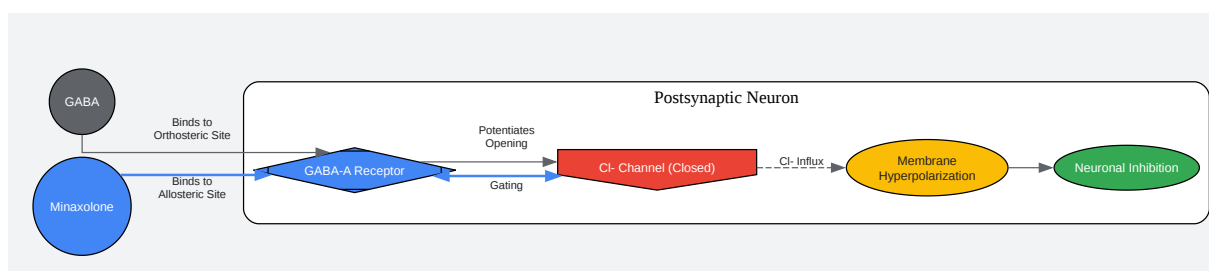 Postsynaptic Neuron
GABA
Binds to
Orthosteric Site
Potentiates
Opening
Minaxolone
Binds to
Allosteric Site
GABA-A Receptor
Gating
Cl- Channel (Closed)
Cl- Influx
Membrane
Hyperpolarization
Neuronal Inhibition